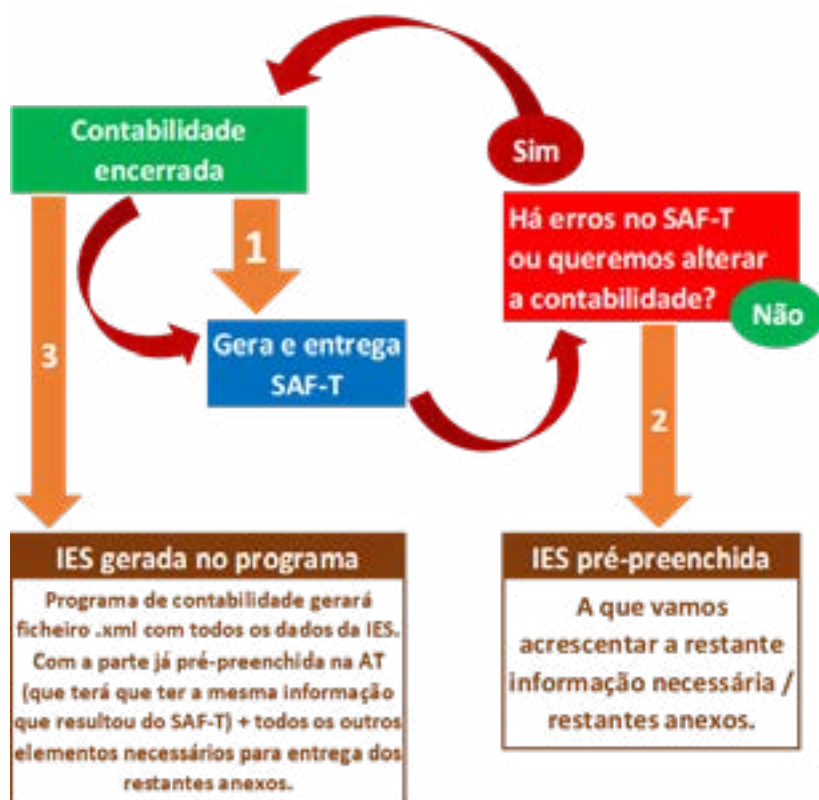 Contabilidade
encerrada
Sim
Há erros no SAF-T
ou queremos alterar
a contabilidade?
Não
1
Gera e entrega
SAF-T
3
2
IES gerada no programa
Programa de contabilidade gerará
ficheiro .xml com todos os dados da IES.
Com a parte já pré-preenchida na AT
(que terá que ter a mesma informação
que resultou do SAF-T) + todos os outros
elementos necessários para entrega dos
restantes anexos.
IES pré-preenchida
A que vamos
acrescentar a restante
informação necessária /
restantes anexos.